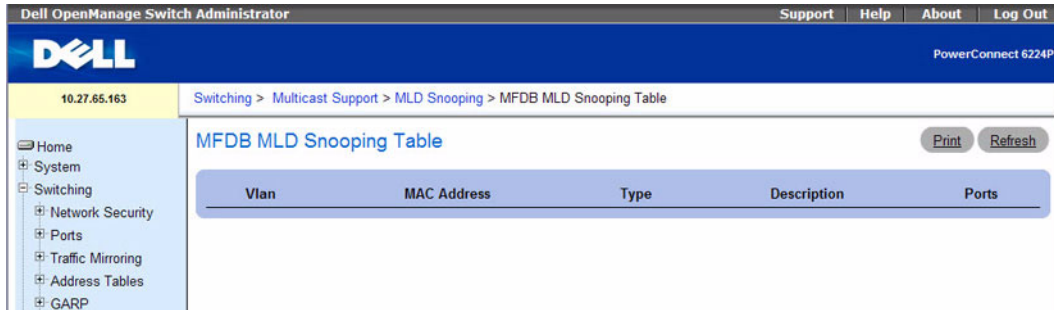 Dell OpenManage Switch Administrator Support Help About Log Out
DELL
PowerConnect 6224P
10.27.65.163
Switching > Multicast Support > MLD Snooping > MFDB MLD Snooping Table
MFDB MLD Snooping Table
Print Refresh
Home
System
Switching
Network Security
Ports
Traffic Mirroring
Address Tables
GARP
Vlan MAC Address Type Description Ports